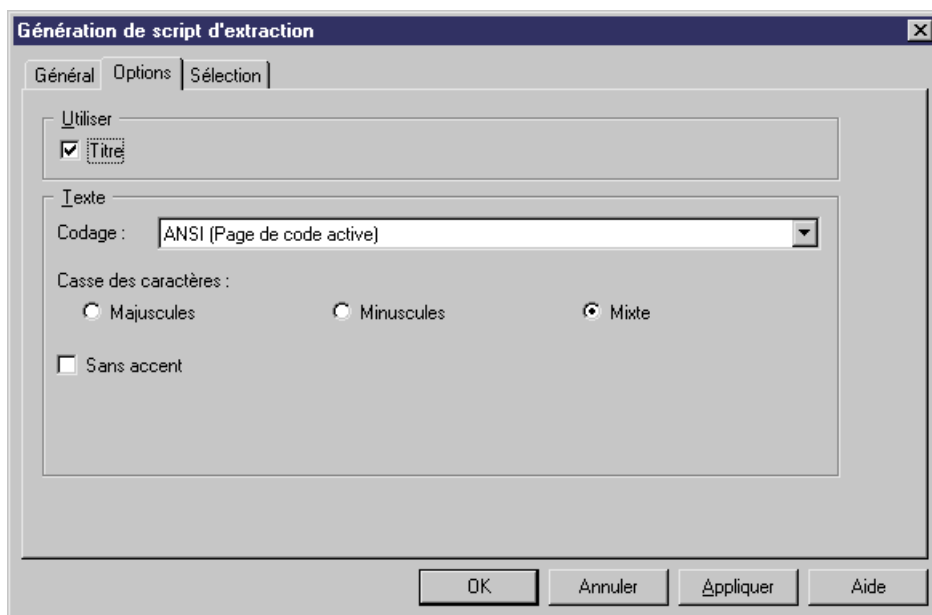 Génération de script d'extraction
Général Options Sélection
Utiliser
Titre
Texte
Codage : ANSI (Page de code active)
Casse des caractères :
Majuscules Minuscules Mixte
Sans accent
OK Annuler Appliquer Aide